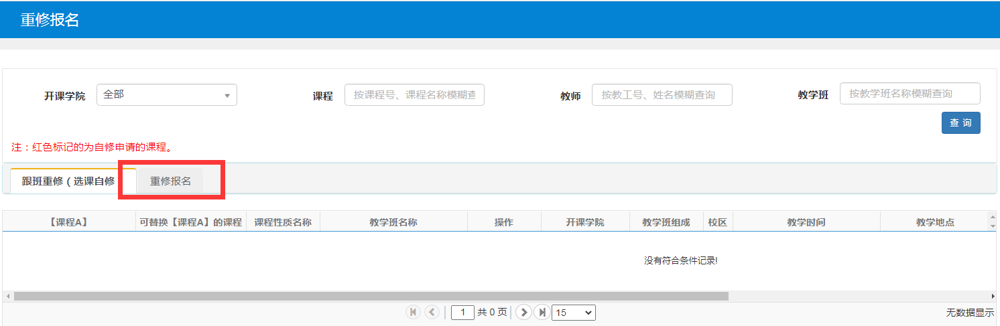 重修报名
开课学院 全部 课程 按课程号、课程名称模糊查 教师 按教工号、姓名模糊查询 教学班 按教学班名称模糊查询
查 询
注：红色标记的为自修申请的课程。
跟班重修（选课自修 重修报名
【课程A】 可替换【课程A】的课程 课程性质名称 教学班名称 操作 开课学院 教学班组成 校区 教学时间 教学地点
没有符合条件记录!
1 共 0 页 15 无数据显示